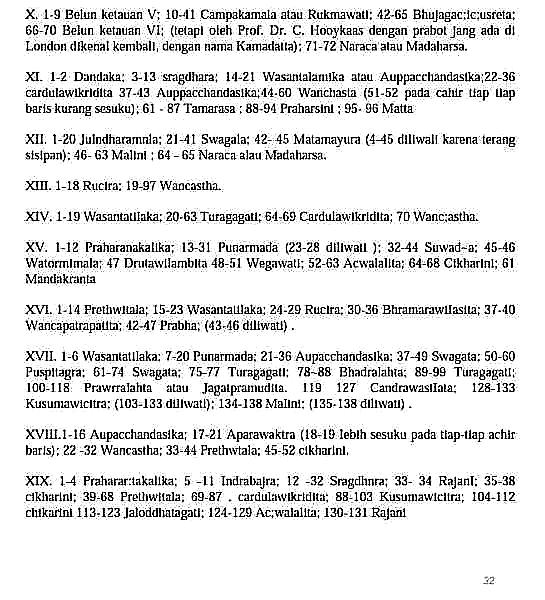 X. 1-9 Belun ketauan V; 10-41 Campakamala atau Rukmawati; 42-65 Bhujagac;lc;usreta;
66-70 Belun ketauan VI; (tetapi oleh Prof. Dr. C. Hooykaas dengan prabot jang ada di
London dikenal kembali, dengan nama Kamadatta); 71-72 Naraca atau Madaharsa.
XI. 1-2 Dandaka; 3-13 sragdhara; 14-21 Wasantalamika atau Auppacchandasika;22-36
cardulawikridita 37-43 Auppacchandasika;44-60 Wanchasta (51-52 pada cahir tiap tiap
baris kurang sesuku); 61 - 87 Tamarasa ; 88-94 Praharsini ; 95- 96 Matta
XII. 1-20 Julndharamnla; 21-41 Swagala; 42- 45 Matamayura (4-45 diliwali karena terang
sisipan); 46- 63 Malini ; 64 - 65 Naraca alau Madaharsa.
XIII. 1-18 Rucira; 19-97 Wancastha.
XIV. 1-19 Wasantatilaka; 20-63 Turagagati; 64-69 Cardulawikridita; 70 Wanc;astha.
XV. 1-12 Praharanakalika; 13-31 Punarmada (23-28 diliwati ); 32-44 Suwad~a; 45-46
Watormimala; 47 Drutawilambita 48-51 Wegawati; 52-63 Acwalalita; 64-68 Cikharini; 61
Mandakranta
XVI. 1-14 Prethwitala; 15-23 Wasantatilaka; 24-29 Rucira; 30-36 Bhramarawifasita; 37-40
Wancapatrapatita; 42-47 Prabha; (43-46 diliwati) .
XVII. 1-6 Wasantatilaka; 7-20 Punarmada; 21-36 Aupacchandasika; 37-49 Swagata; 50-60
Puspitagra; 61-74 Swagata; 75-77 Turagagati; 78~88 Bhadralahta; 89-99 Turagagati;
100-118 Prawrralahta atau Jagatpramudita. 119 127 Candrawasifata; 128-133
Kusumawicitra; (103-133 diliwati); 134-138 Malini; (135-138 diliwati) .
XVIII.1-16 Aupacchandasika; 17-21 Aparawaktra (18-19 lebih sesuku pada tiap-tiap achir
baris); 22 -32 Wancastha; 33-44 Prethwtala; 45-52 cikharini.
XIX. 1-4 Praharar:takalika; 5 -11 Indrabajra; 12 -32 Sragdhnra; 33- 34 RajanI; 35-38
cikharini; 39-68 Prethwitala; 69-87 . cardulawikridita; 88-103 Kusumawicitra; 104-112
chikarini 113-123 Jaloddhatagati; 124-129 Ac;walalita; 130-131 Rajani
32